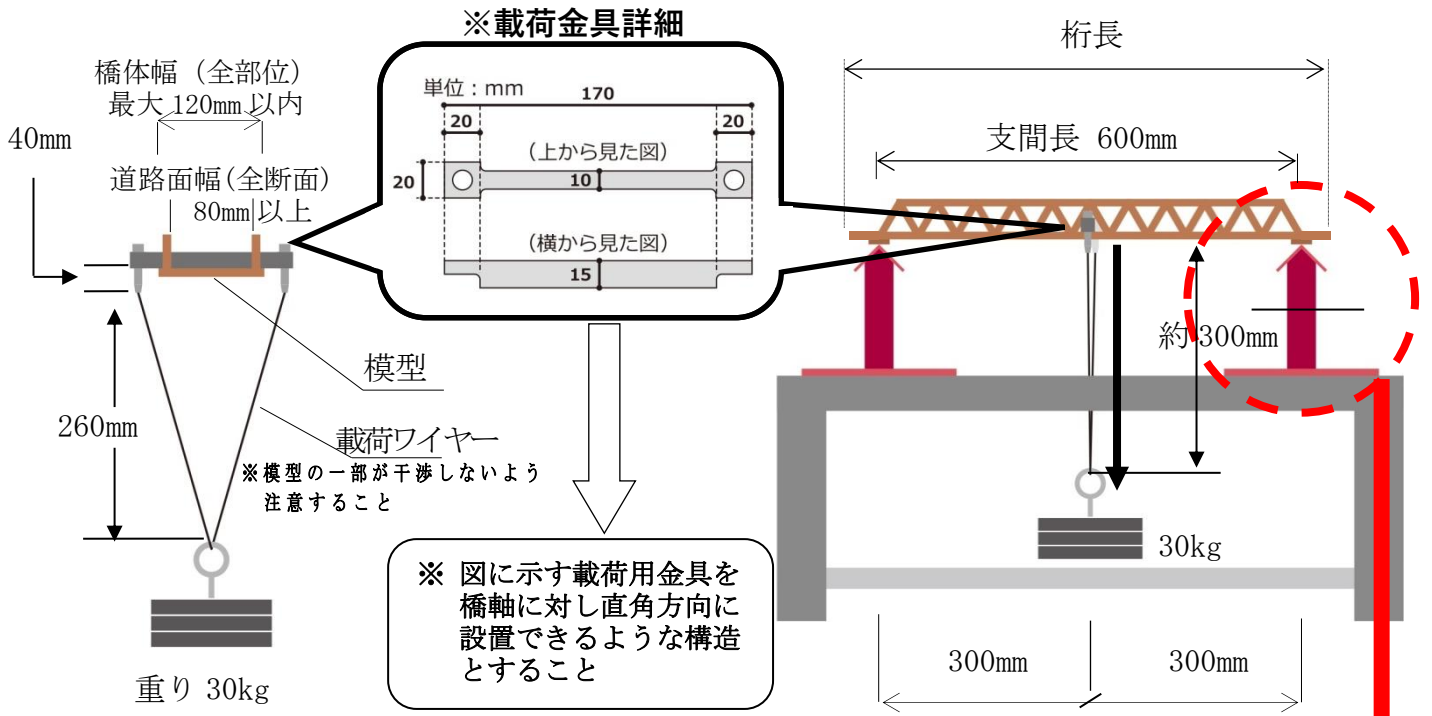 ※載荷金具詳細
橋体幅（全部位）
最大 120mm 以内
40mm
道路面幅(全断面)
80mm 以上
単位：mm
170
20
20
（上から見た図）
20
10
（横から見た図）
15
桁長
支間長 600mm
約 300mm
模型
260mm
載荷ワイヤー
※模型の一部が干渉しないよう
注意すること
※ 図に示す載荷用金具を
橋軸に対し直角方向に
設置できるような構造
とすること
重り 30kg
30kg
300mm
300mm